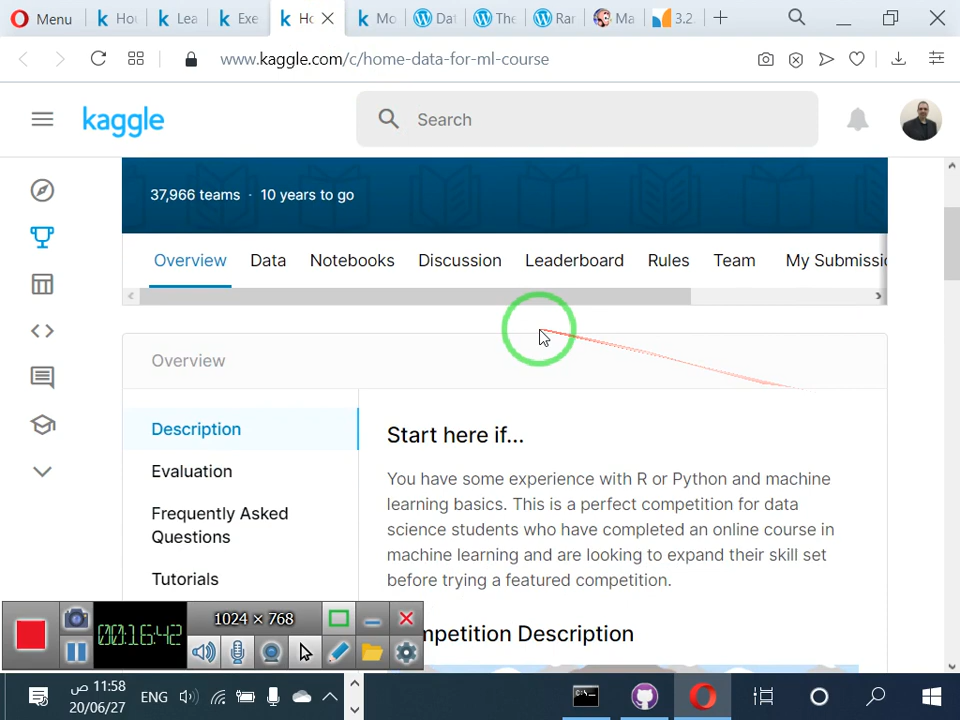 Menu
Hou
Lea
Exe
Ho
Mo
Dat
The
Ran
Ma
3.2.
www.kaggle.com/c/home-data-for-ml-course
kaggle
Search
37,966 teams · 10 years to go
Overview
Data
Notebooks
Discussion
Leaderboard
Rules
Team
My Submissio
Overview
Description
Evaluation
Frequently Asked
Questions
Tutorials
Start here if...
You have some experience with R or Python and machine
learning basics. This is a perfect competition for data
science students who have completed an online course in
machine learning and are looking to expand their skill set
before trying a featured competition.
mpetition Description
00:16:42
1024 × 768
11:58 ص
20/06/27
ENG